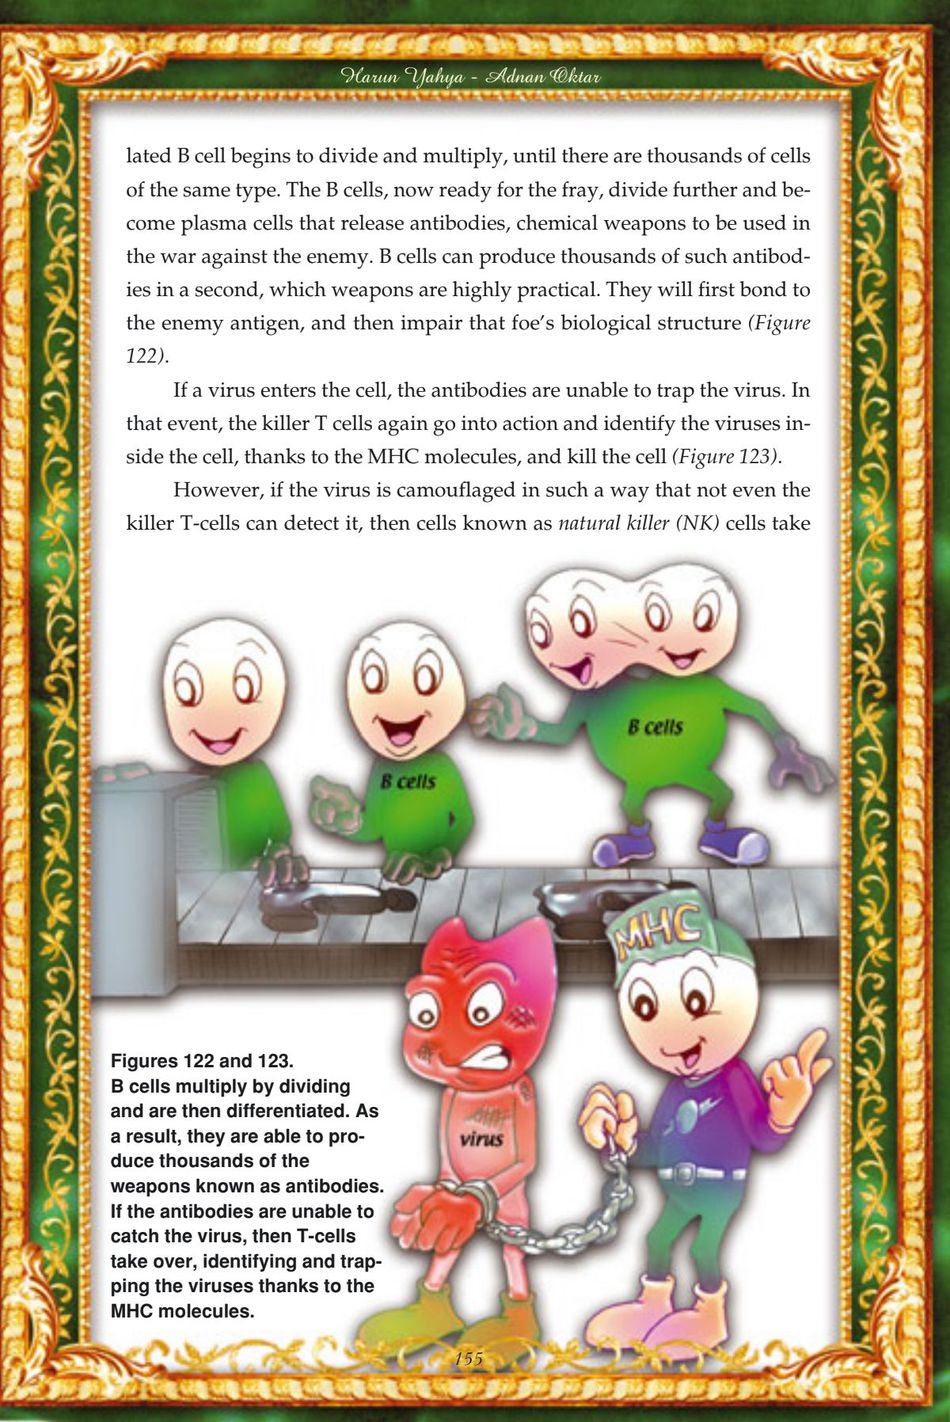 Harun Yahya - Adnan Oktar
lated B cell begins to divide and multiply, until there are thousands of cells
of the same type. The B cells, now ready for the fray, divide further and be-
come plasma cells that release antibodies, chemical weapons to be used in
the war against the enemy. B cells can produce thousands of such antibod-
ies in a second, which weapons are highly practical. They will first bond to
the enemy antigen, and then impair that foe's biological structure (Figure
122).
If a virus enters the cell, the antibodies are unable to trap the virus. In
that event, the killer T cells again go into action and identify the viruses in-
side the cell, thanks to the MHC molecules, and kill the cell (Figure 123).
However, if the virus is camouflaged in such a way that not even the
killer T-cells can detect it, then cells known as natural killer (NK) cells take
B cells
B cells
MHC
virus
Figures 122 and 123.
B cells multiply by dividing
and are then differentiated. As
a result, they are able to pro-
duce thousands of the
weapons known as antibodies.
If the antibodies are unable to
catch the virus, then T-cells
take over, identifying and trap-
ping the viruses thanks to the
MHC molecules.
155